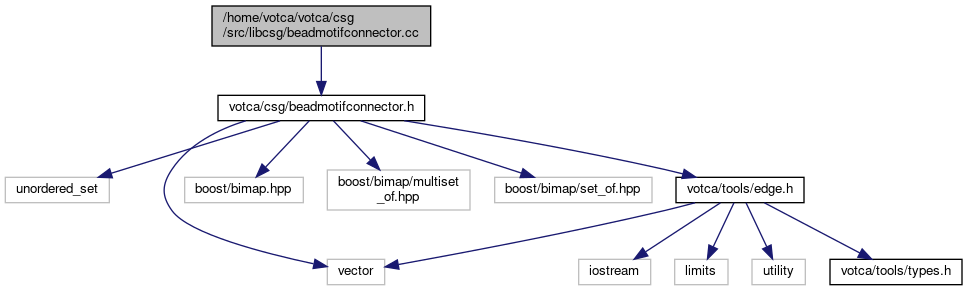 /home/votca/votca/csg
/src/libcsg/beadmotifconnector.cc
votca/csg/beadmotifconnector.h
unordered_set
boost/bimap.hpp
boost/bimap/multiset
_of.hpp
boost/bimap/set_of.hpp
votca/tools/edge.h
vector
iostream
limits
utility
votca/tools/types.h